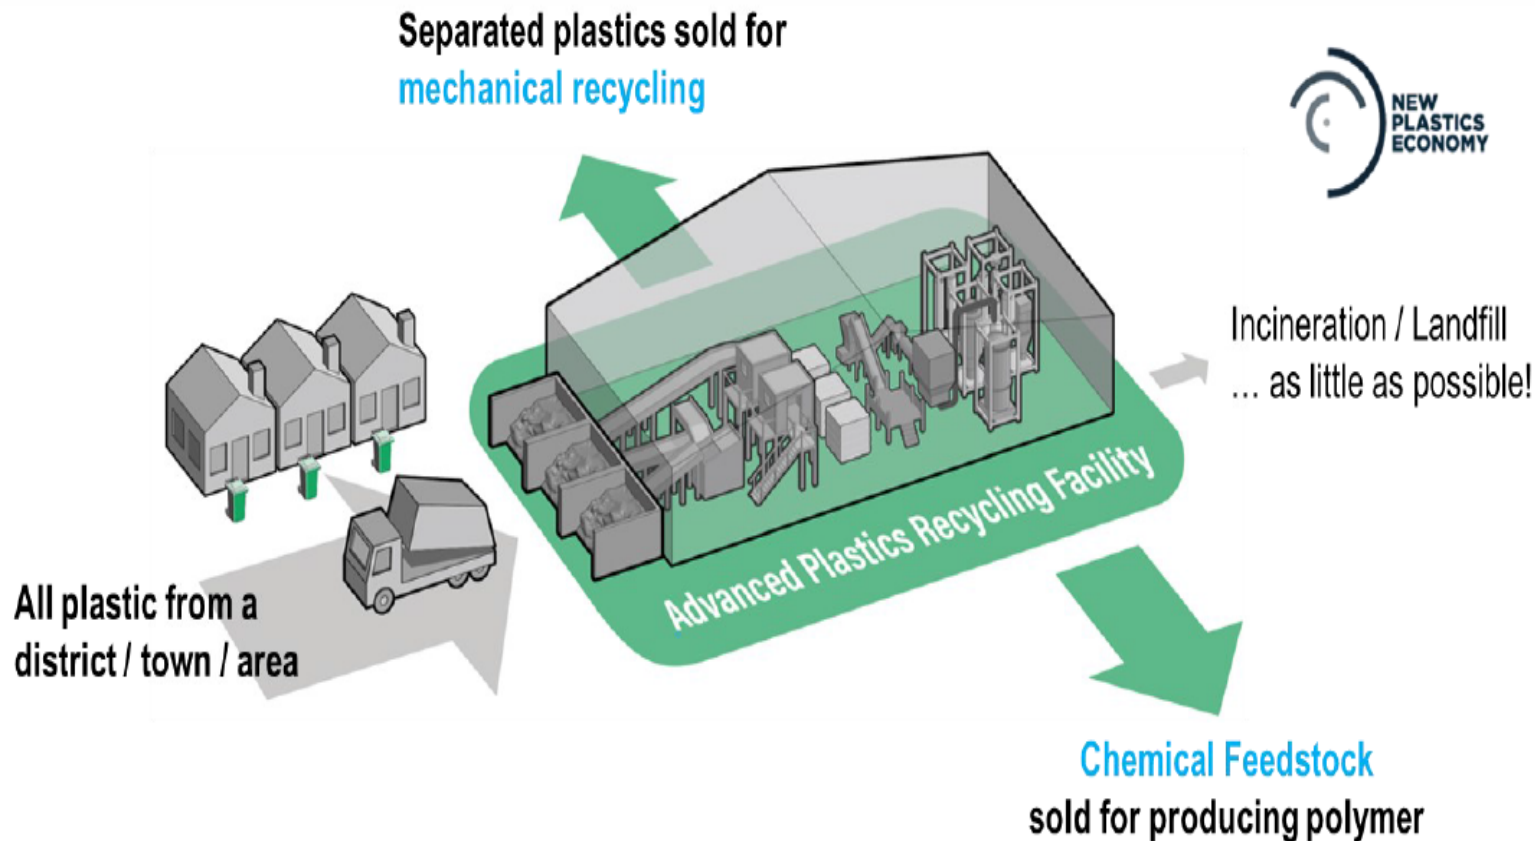 Separated plastics sold for
mechanical recycling
NEW
PLASTICS
ECONOMY
Incineration / Landfill
... as little as possible!
Advanced Plastics Recycling Facility
All plastic from a
district / town / area
Chemical Feedstock
sold for producing polymer